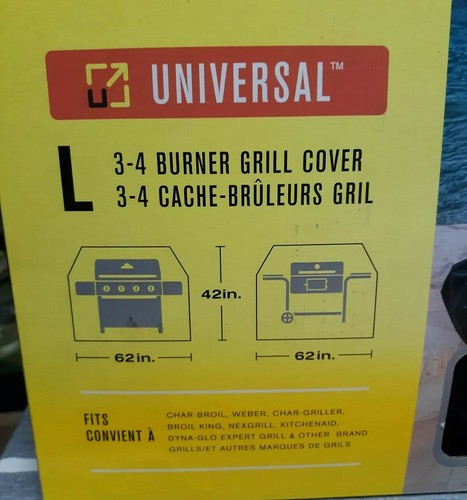 UNIVERSAL™
L
3-4 BURNER GRILL COVER
3-4 CACHE-BRÛLEURS GRIL
42in.
62in.
62in.
FITS
CONVIENT À
CHAR-BROIL, WEBER, CHAR-GRILLER,
BROIL KING, NEXGRILL, KITCHENAID,
DYNA-GLO EXPERT GRILL & OTHER BRAND
GRILLS/ET AUTRES MARQUES DE GRILS